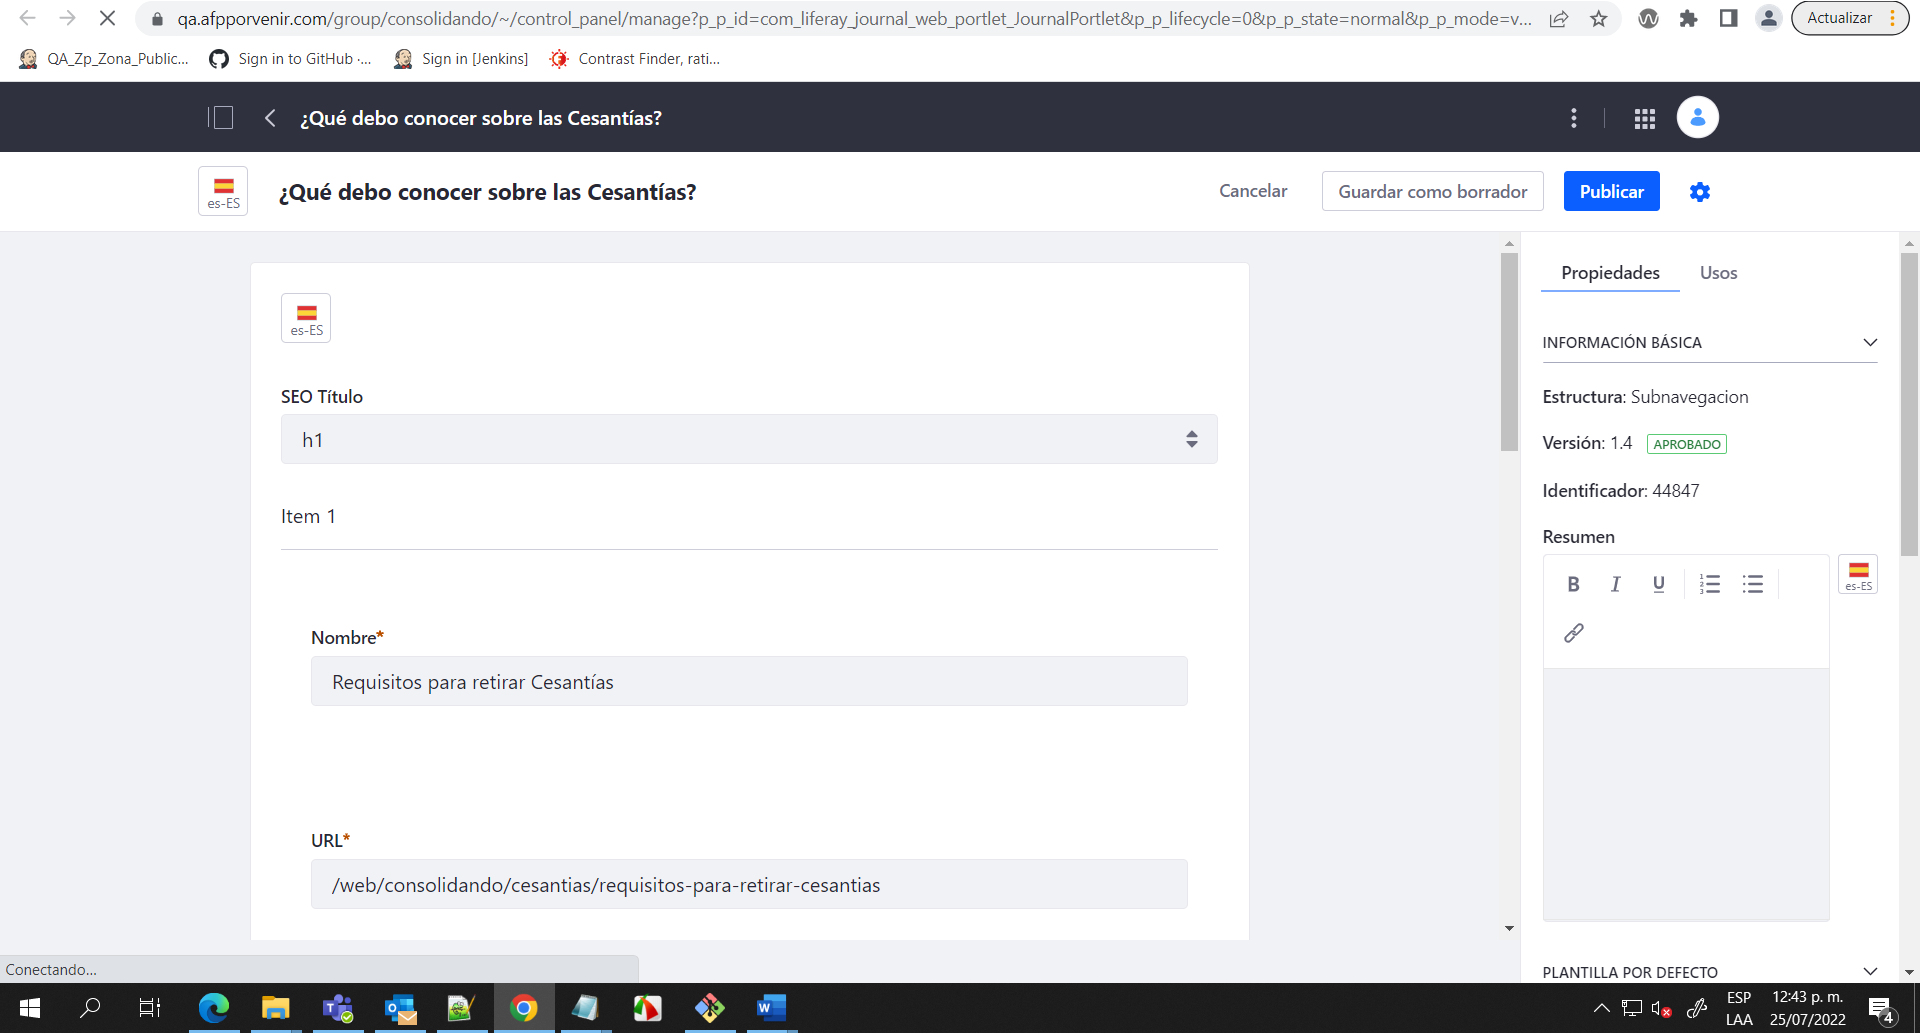 qa.afpporvenir.com/group/consolidando/~/control_panel/manage?p_p_id=com_liferay_journal_web_portlet_JournalPortlet&p_p_lifecycle=0&p_p_state=normal&p_p_mode=v...
Actualizar
QA_Zp_Zona_Public...
Sign in to GitHub ·...
Sign in [Jenkins]
Contrast Finder, rati...
¿Qué debo conocer sobre las Cesantías?
es-ES
¿Qué debo conocer sobre las Cesantías?
Cancelar
Guardar como borrador
Publicar
es-ES
SEO Título
h1
Item 1
Nombre*
Requisitos para retirar Cesantías
URL*
/web/consolidando/cesantias/requisitos-para-retirar-cesantias
Propiedades
Usos
INFORMACIÓN BÁSICA
Estructura: Subnavegacion
Versión: 1.4 APROBADO
Identificador: 44847
Resumen
B I U
es-ES
PLANTILLA POR DEFECTO
Conectando...
ESP
LAA
12:43 p. m.
25/07/2022
4